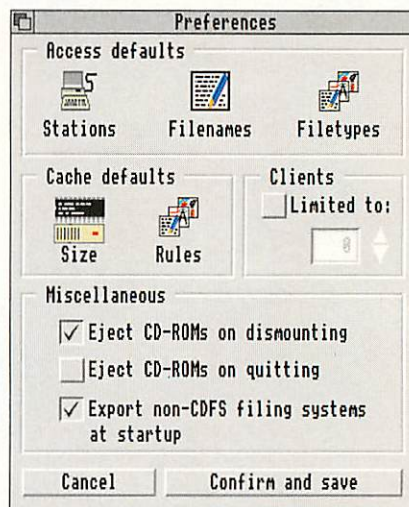 Preferences
Access defaults
Stations Filenames Filetypes
Cache defaults Clients
Limited to:
0
Size Rules
Miscellaneous
Eject CD-ROMs on dismounting
Eject CD-ROMs on quitting
Export non-CDFS filing systems
at startup
Cancel Confirm and save